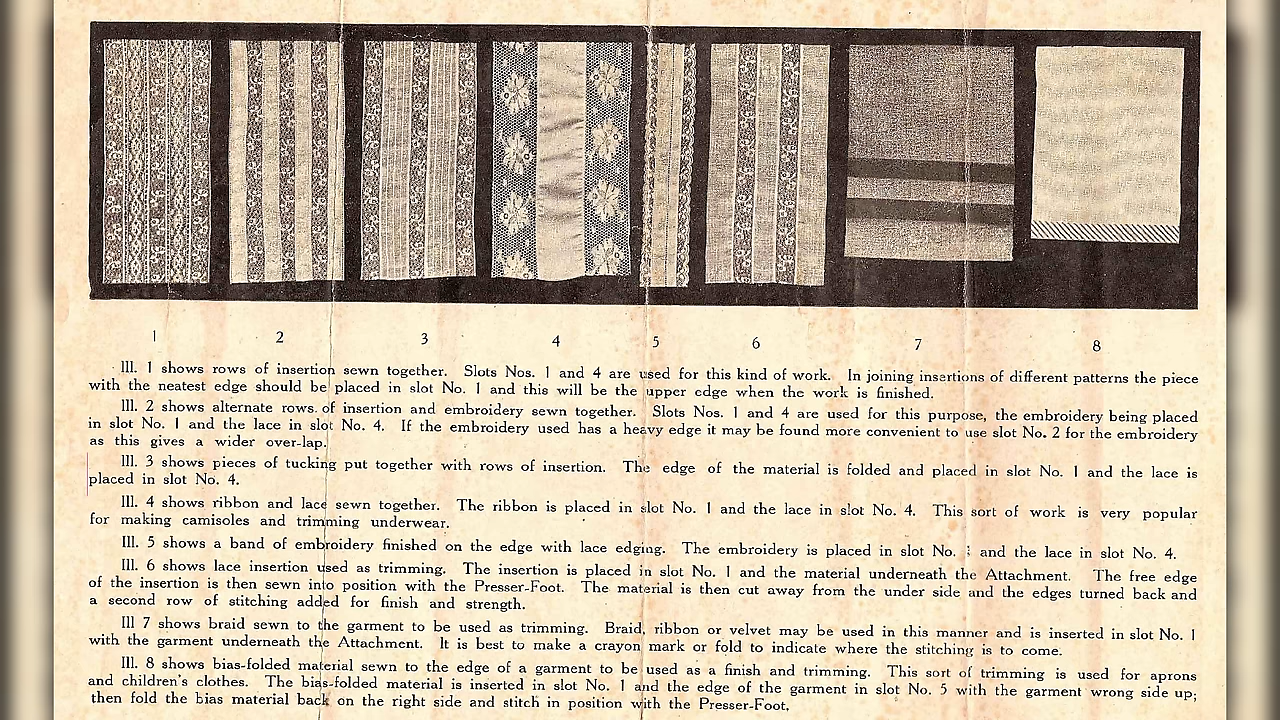 1 2 3 4 5 6 7 8
Ill. 1 shows rows of insertion sewn together. Slots Nos. 1 and 4 are used for this kind of work. In joining insertions of different patterns the piece
with the neatest edge should be placed in slot No. 1 and this will be the upper edge when the work is finished.
Ill. 2 shows alternate rows of insertion and embroidery sewn together. Slots Nos. 1 and 4 are used for this purpose, the embroidery being placed
in slot No. 1 and the lace in slot No. 4. If the embroidery used has a heavy edge it may be found more convenient to use slot No. 2 for the embroidery
as this gives a wider over-lap.
Ill. 3 shows pieces of tucking put together with rows of insertion. The edge of the material is folded and placed in slot No. 1 and the lace is
placed in slot No. 4.
Ill. 4 shows ribbon and lace sewn together. The ribbon is placed in slot No. 1 and the lace in slot No. 4. This sort of work is very popular
for making camisoles and trimming underwear.
Ill. 5 shows a band of embroidery finished on the edge with lace edging. The embroidery is placed in slot No. and the lace in slot No. 4.
Ill. 6 shows lace insertion used as trimming. The insertion is placed in slot No. 1 and the material underneath the Attachment. The free edge
of the insertion is then sewn into position with the Presser-Foot. The material is then cut away from the under side and the edges turned back and
a second row of stitching added for finish and strength.
Ill 7 shows braid sewn to the garment to be used as trimming. Braid, ribbon or velvet may be used in this manner and is inserted in slot No. 1
with the garment underneath the Attachment. It is best to make a crayon mark or fold to indicate where the stitching is to come.
Ill. 8 shows bias-folded material sewn to the edge of a garment to be used as a finish and trimming. This sort of trimming is used for aprons
and children's clothes. The bias-folded material is inserted in slot No. 1 and the edge of the garment in slot No. 5 with the garment wrong side up;
then fold the bias material back on the right side and stitch in position with the Presser-Foot.